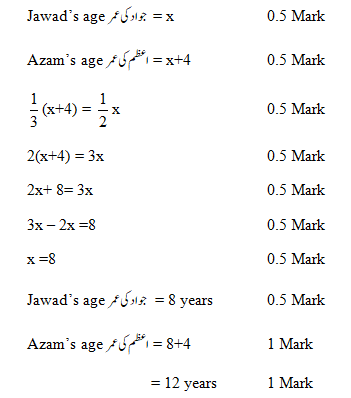 Jawad's age جواد کی عمر = x 0.5 Mark
Azam's age اعظم کی عمر = x+4 0.5 Mark
1/3 (x+4) = 1/2 x 0.5 Mark
2(x+4) = 3x 0.5 Mark
2x+ 8= 3x 0.5 Mark
3x – 2x =8 0.5 Mark
x =8 0.5 Mark
Jawad's age جواد کی عمر = 8 years 0.5 Mark
Azam's age اعظم کی عمر = 8+4 1 Mark
= 12 years 1 Mark